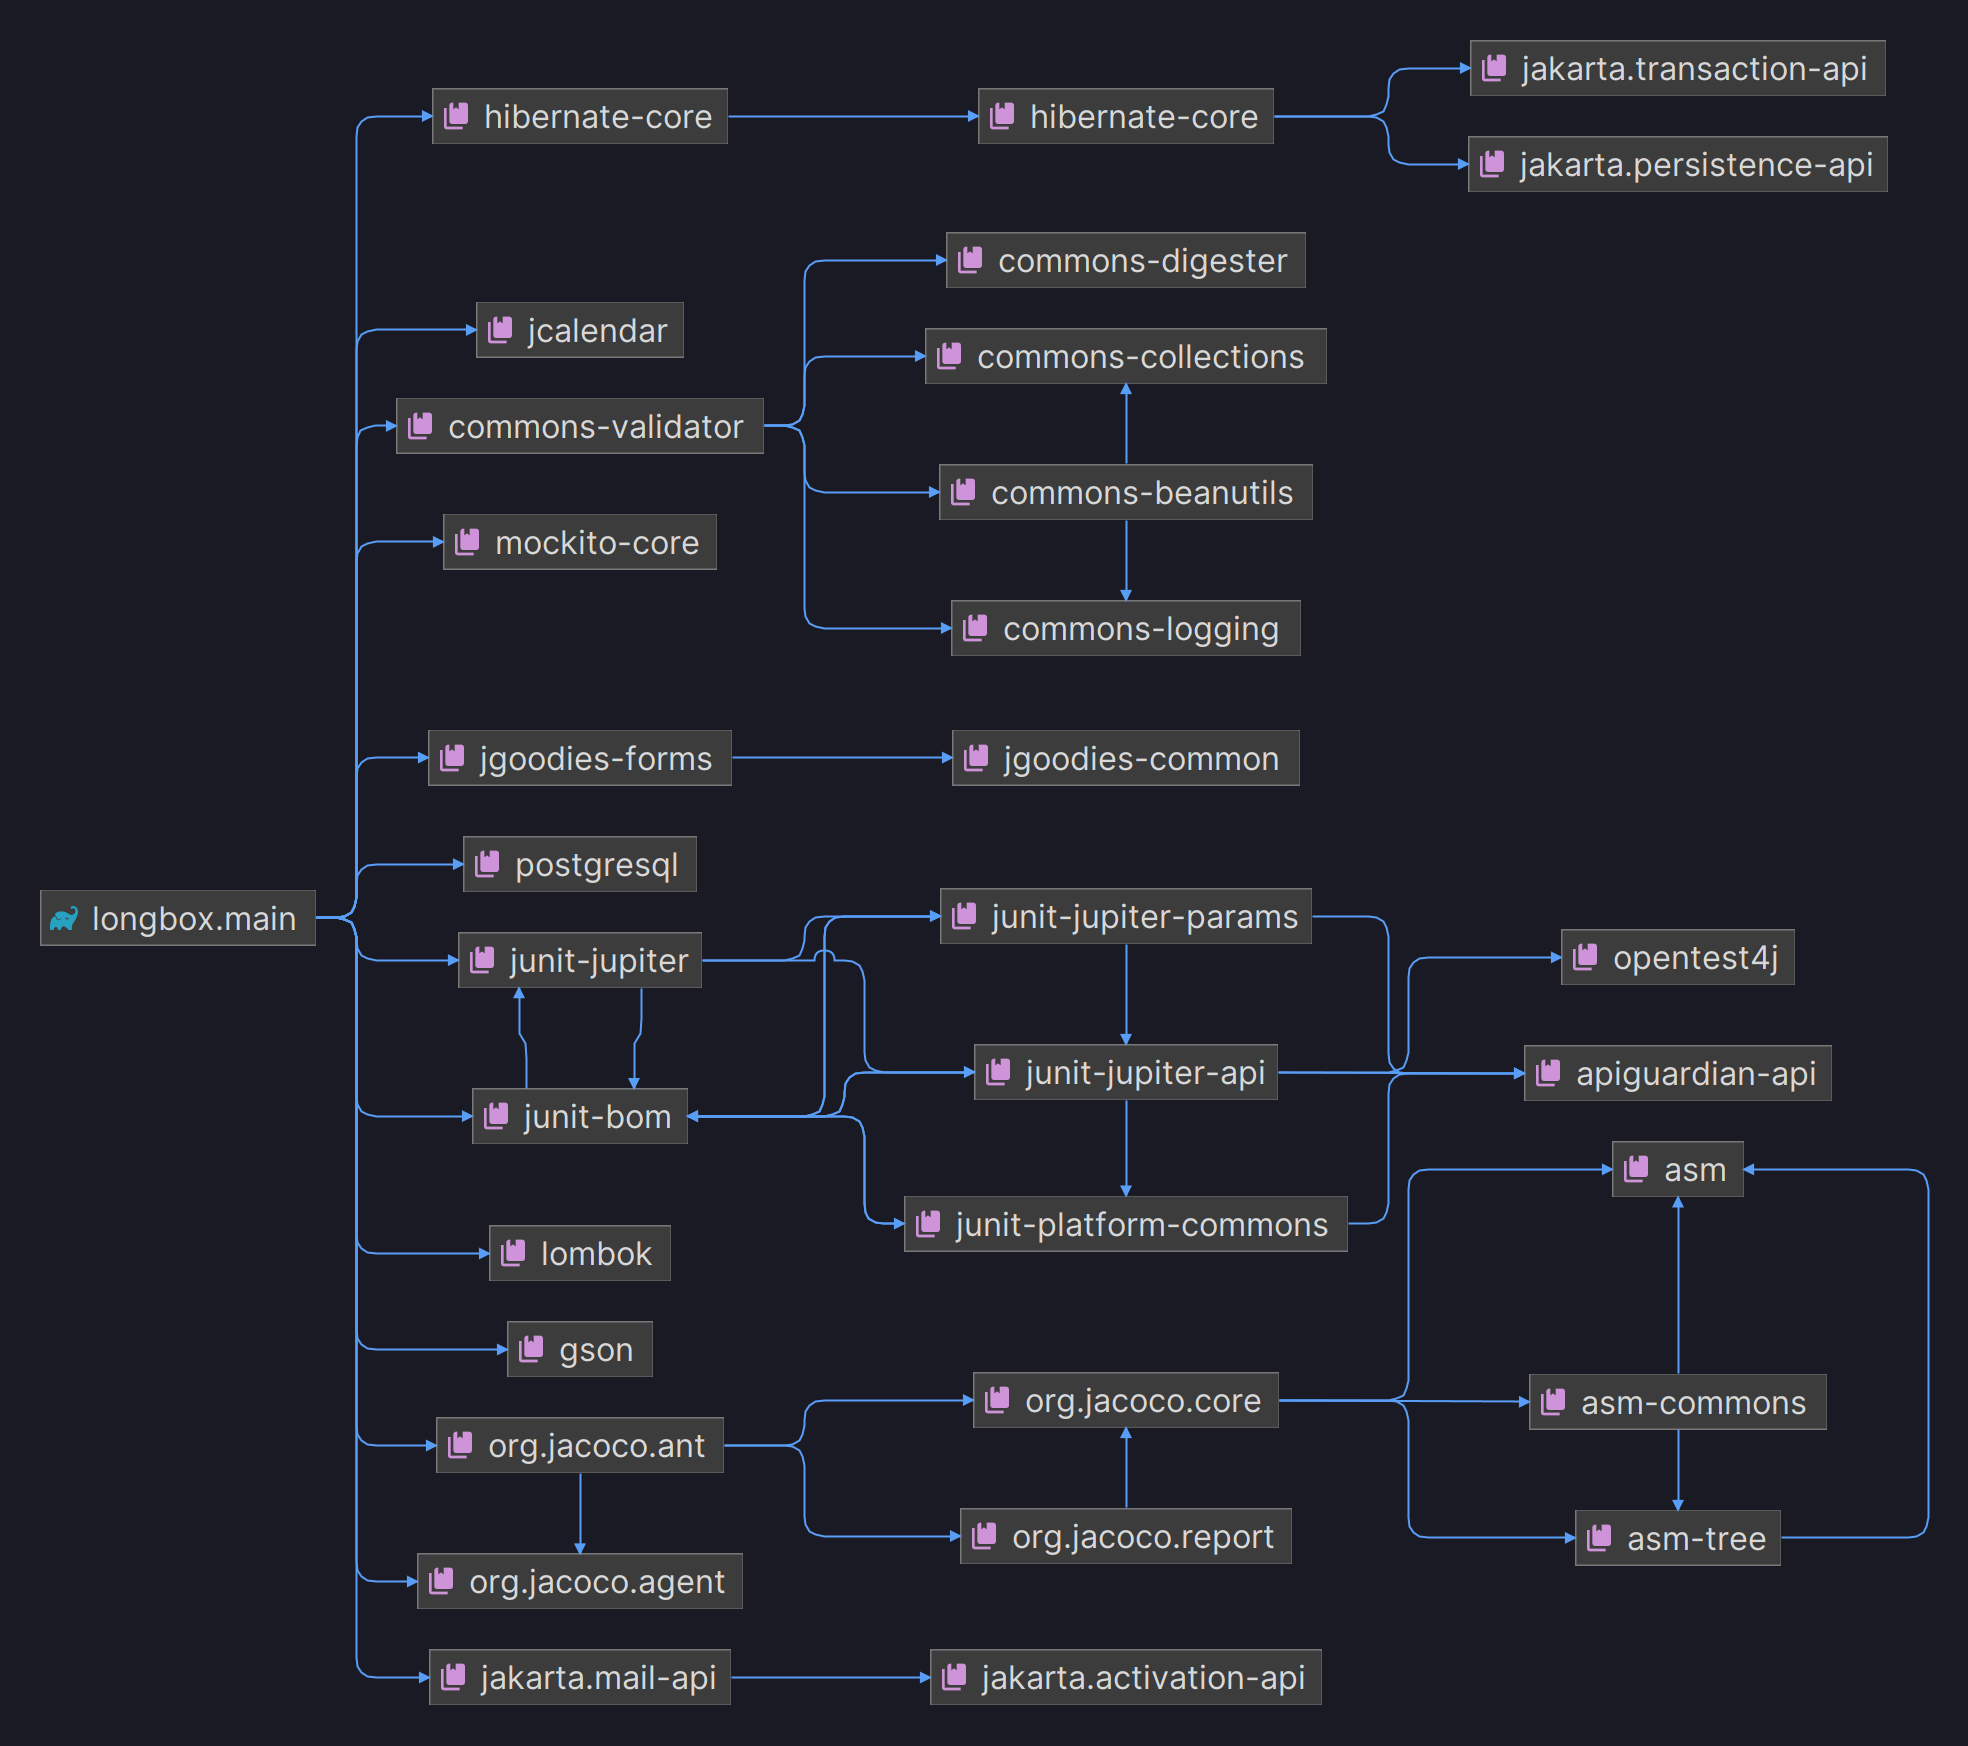 jakarta.transaction-api
hibernate-core
hibernate-core
jakarta.persistence-api
commons-digester
jcalendar
commons-collections
commons-validator
commons-beanutils
mockito-core
commons-logging
jgoodies-forms
jgoodies-common
postgresql
longbox.main
junit-jupiter-params
junit-jupiter
opentest4j
junit-jupiter-api
apiguardian-api
junit-bom
asm
junit-platform-commons
lombok
gson
org.jacoco.core
asm-commons
org.jacoco.ant
org.jacoco.report
asm-tree
org.jacoco.agent
jakarta.mail-api
jakarta.activation-api